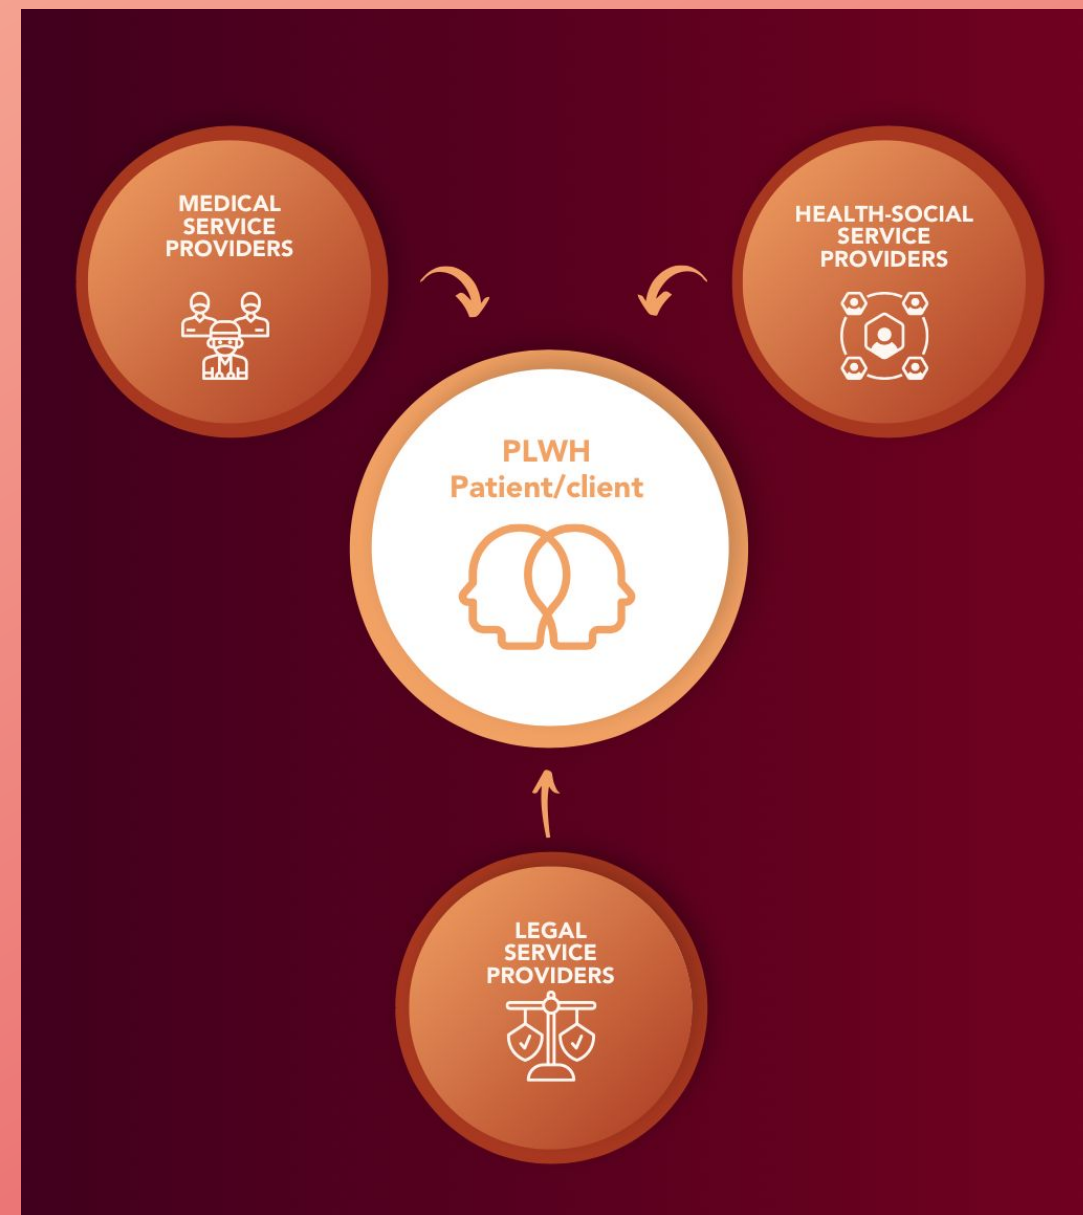 MEDICAL
SERVICE
PROVIDERS
HEALTH-SOCIAL
SERVICE
PROVIDERS
PLWH
Patient/client
LEGAL
SERVICE
PROVIDERS